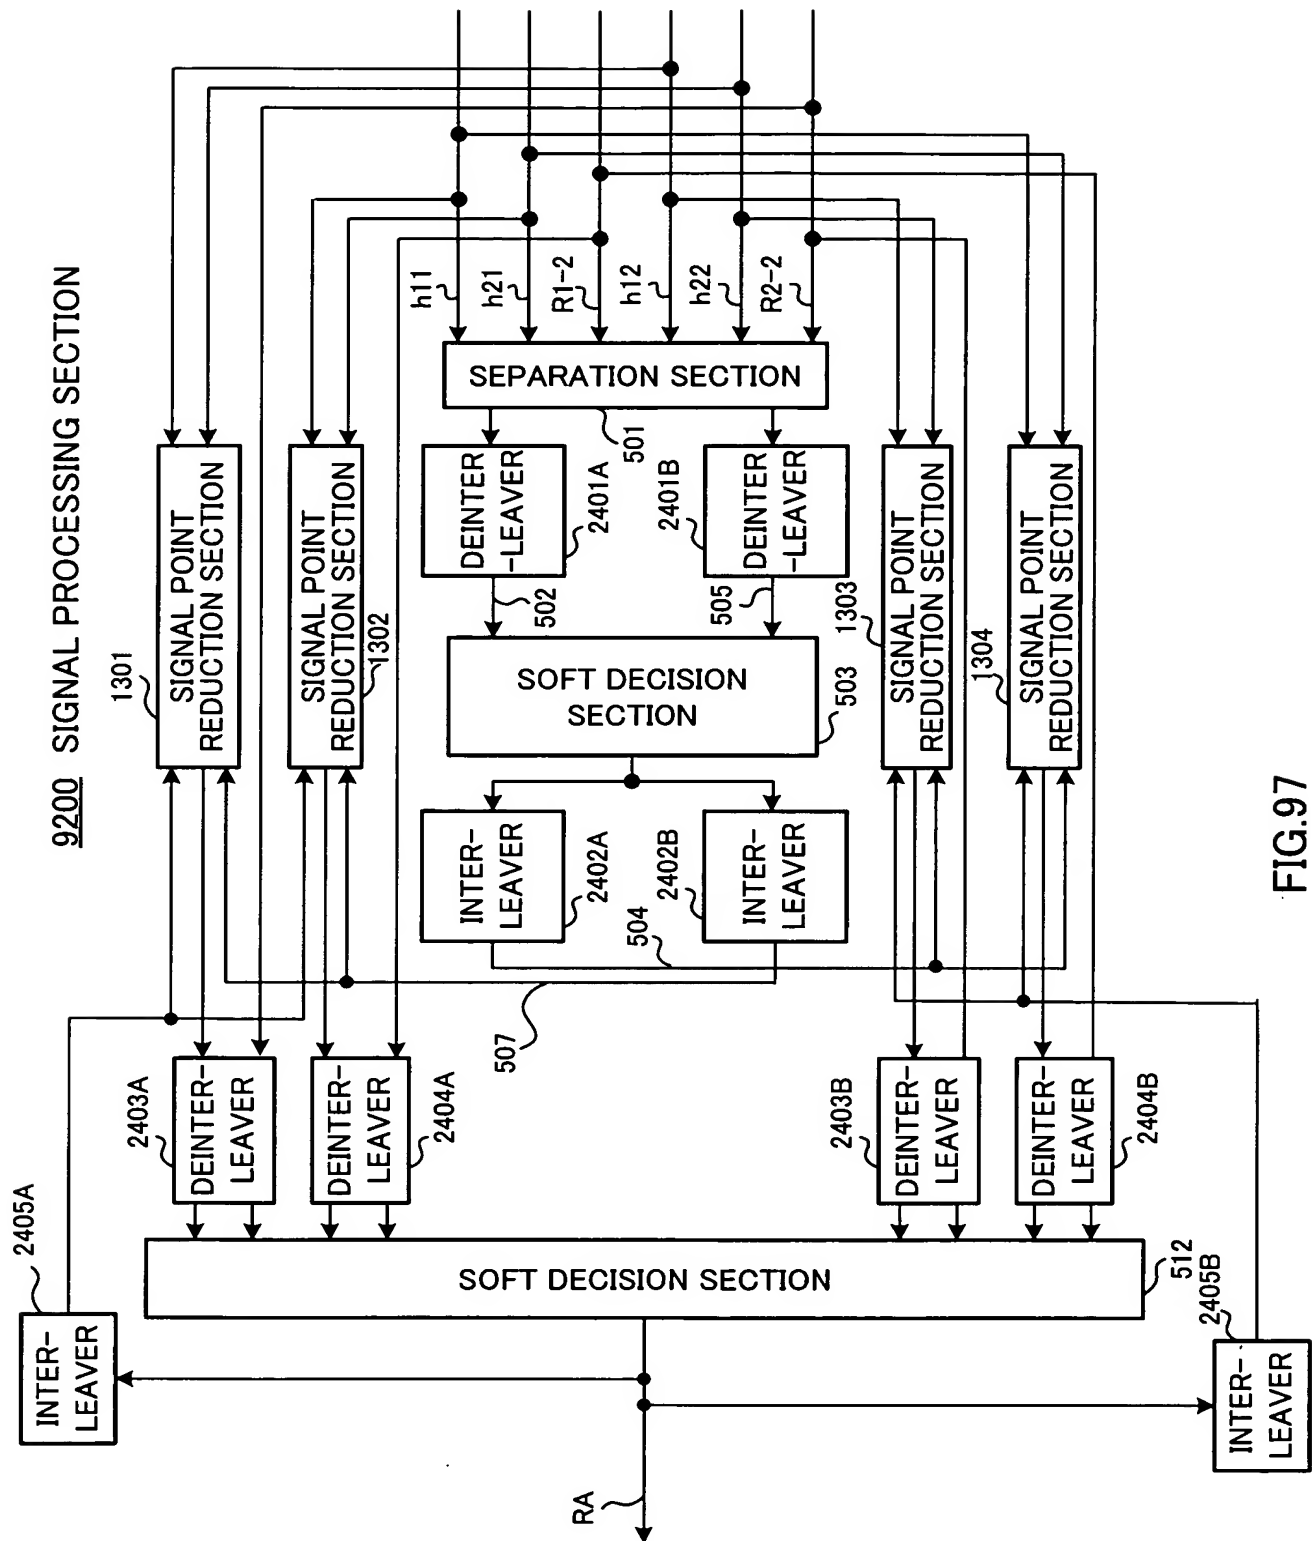 9200 SIGNAL PROCESSING SECTION
h11
h21
R1-2
h12
h22
R2-2
SEPARATION SECTION
501
1301
SIGNAL POINT
REDUCTION SECTION
SIGNAL POINT
REDUCTION SECTION
1302
DEINTER
-LEAVER
2401A
DEINTER
-LEAVER
2401B
1303
SIGNAL POINT
REDUCTION SECTION
1304
SIGNAL POINT
REDUCTION SECTION
502
505
SOFT DECISION
SECTION
503
INTER-
LEAVER
2402A
INTER-
LEAVER
2402B
504
507
2403A
DEINTER-
LEAVER
DEINTER-
LEAVER
2404A
2403B
DEINTER-
LEAVER
DEINTER-
LEAVER
2404B
SOFT DECISION SECTION
512
2405A
INTER-
LEAVER
2405B
INTER-
LEAVER
RA
FIG.97